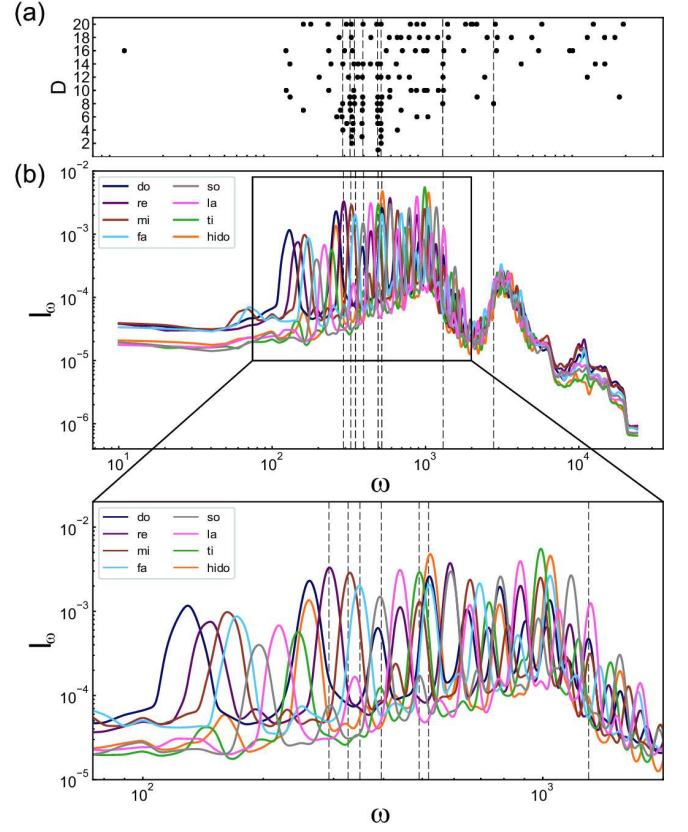 (a)
20
18
16
14
12
10
8
6
4
2
D
(b)
10⁻²
10⁻³
10⁻⁴
10⁻⁵
10⁻⁶
I_ω
do so
re la
mi ti
fa hido
10¹ 10² 10³ 10⁴
ω
10⁻²
10⁻³
10⁻⁴
10⁻⁵
I_ω
do so
re la
mi ti
fa hido
10² 10³
ω